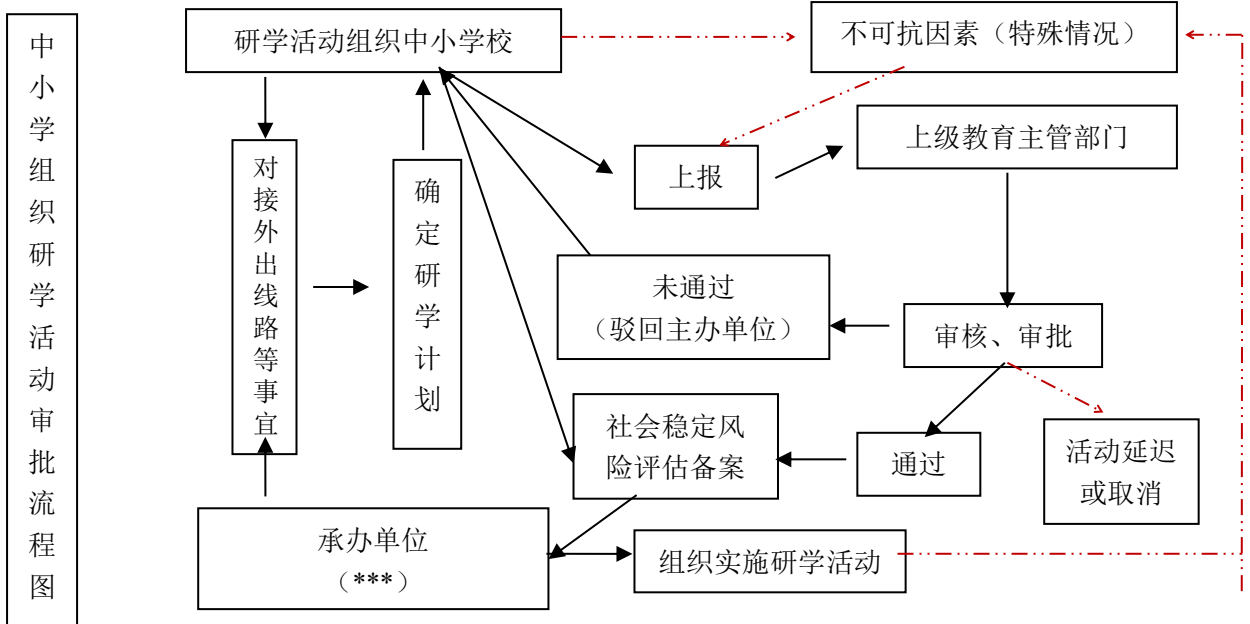 中小学组织研学活动审批流程图
研学活动组织中小学校
不可抗因素（特殊情况）
上级教育主管部门
上报
对接外出线路等事宜
确定研学计划
未通过
（驳回主办单位）
审核、审批
社会稳定风
险评估备案
通过
活动延迟
或取消
承办单位
（***）
组织实施研学活动